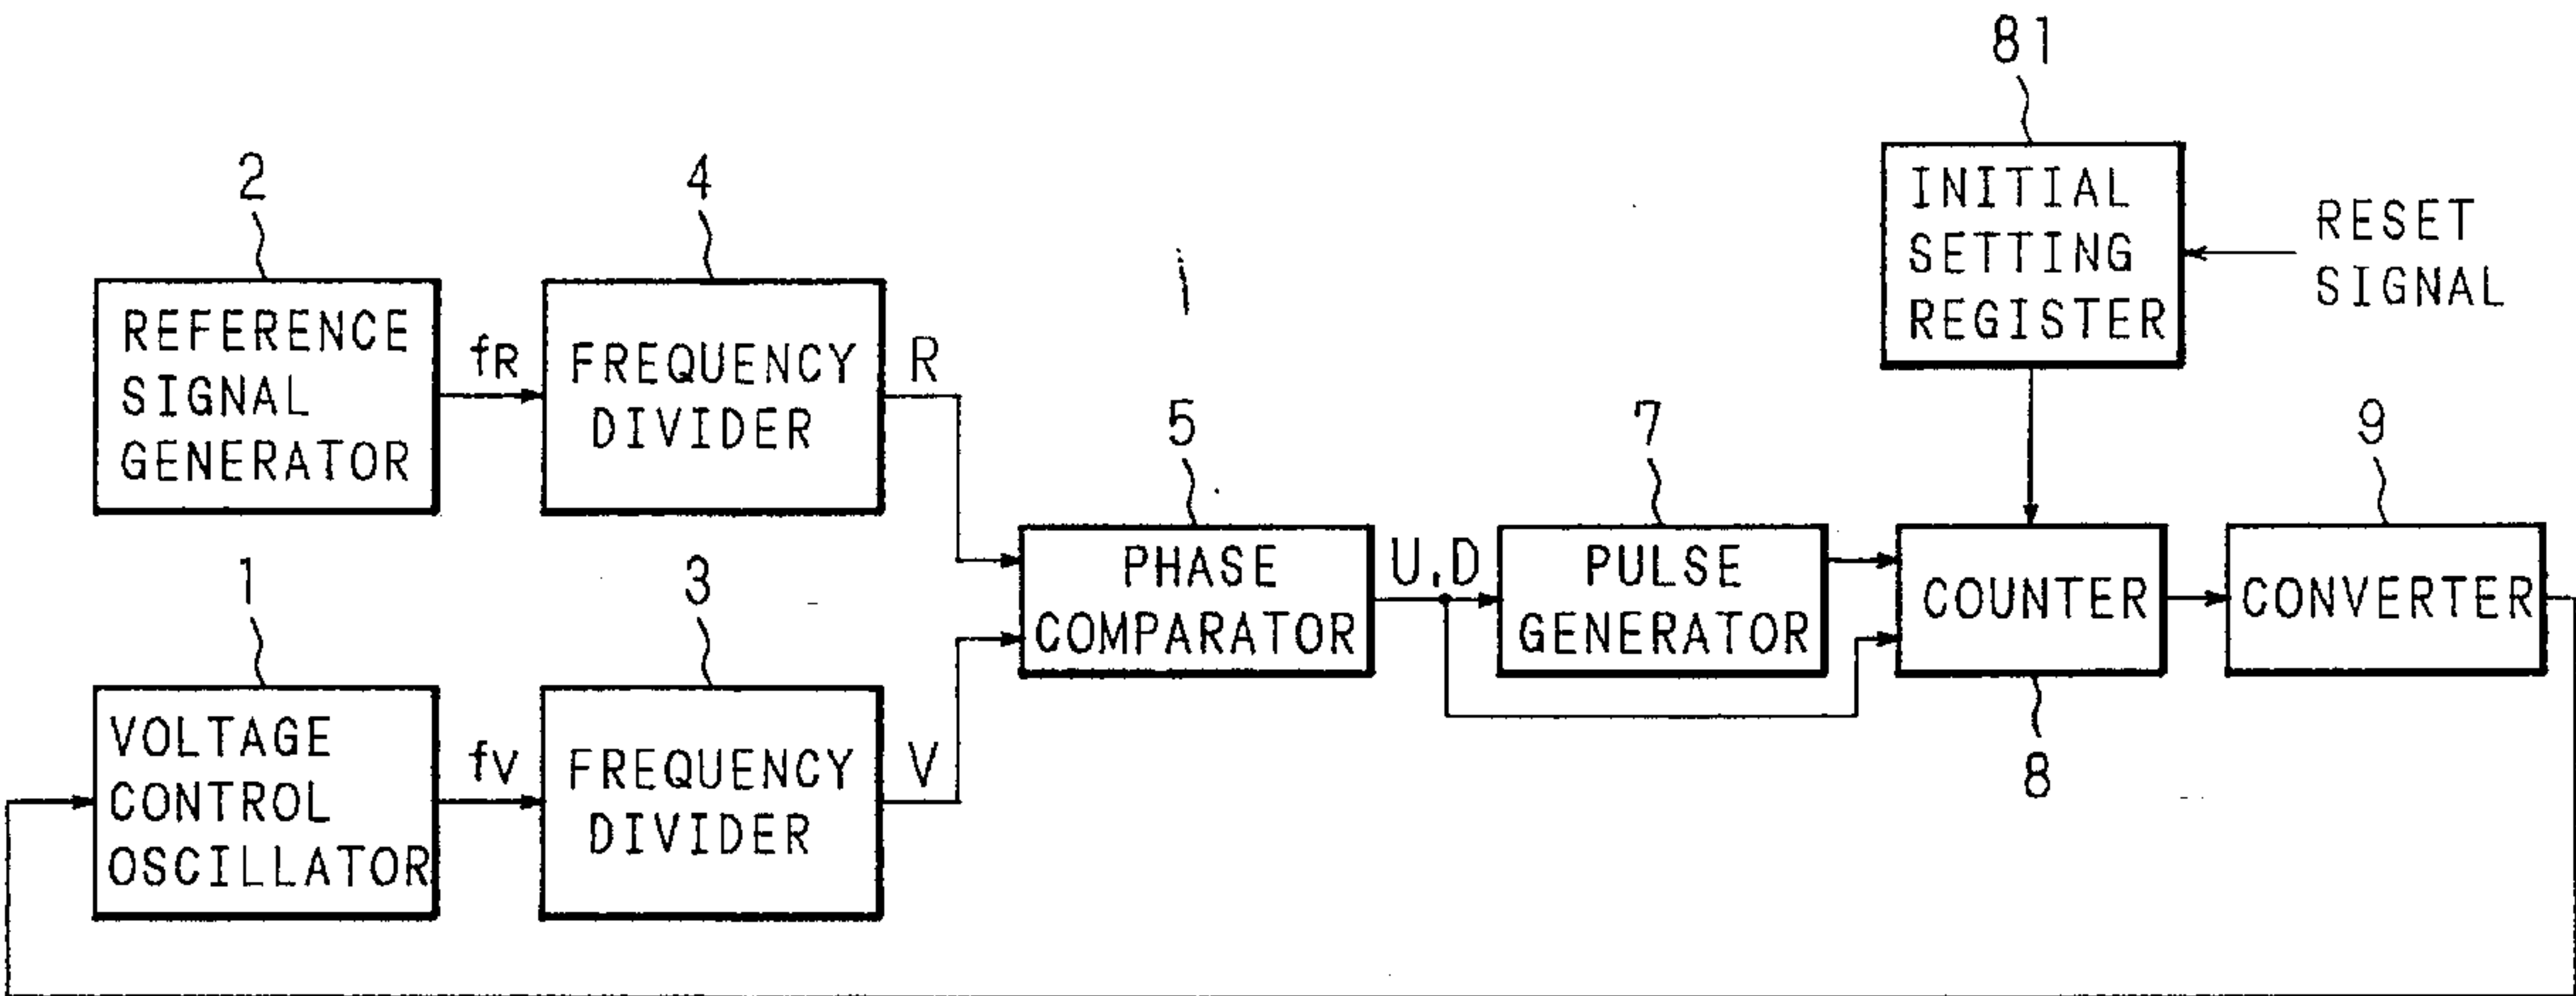 81
INITIAL
SETTING
REGISTER
RESET
SIGNAL
2
4
REFERENCE
SIGNAL
GENERATOR
fR
FREQUENCY
DIVIDER
R
5
7
9
1
3
PHASE
COMPARATOR
U,D
PULSE
GENERATOR
COUNTER
CONVERTER
8
VOLTAGE
CONTROL
OSCILLATOR
fV
FREQUENCY
DIVIDER
V